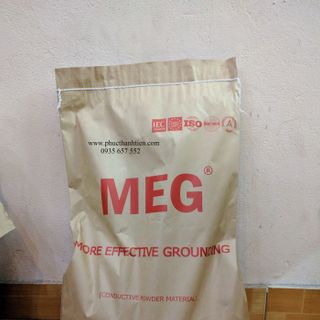 IEC
ISO
www.phucthanhtien.com
0935 657 552
MEG®
MORE EFFECTIVE GROUNDING
(CONDUCTIVE POWDER MATERIAL)